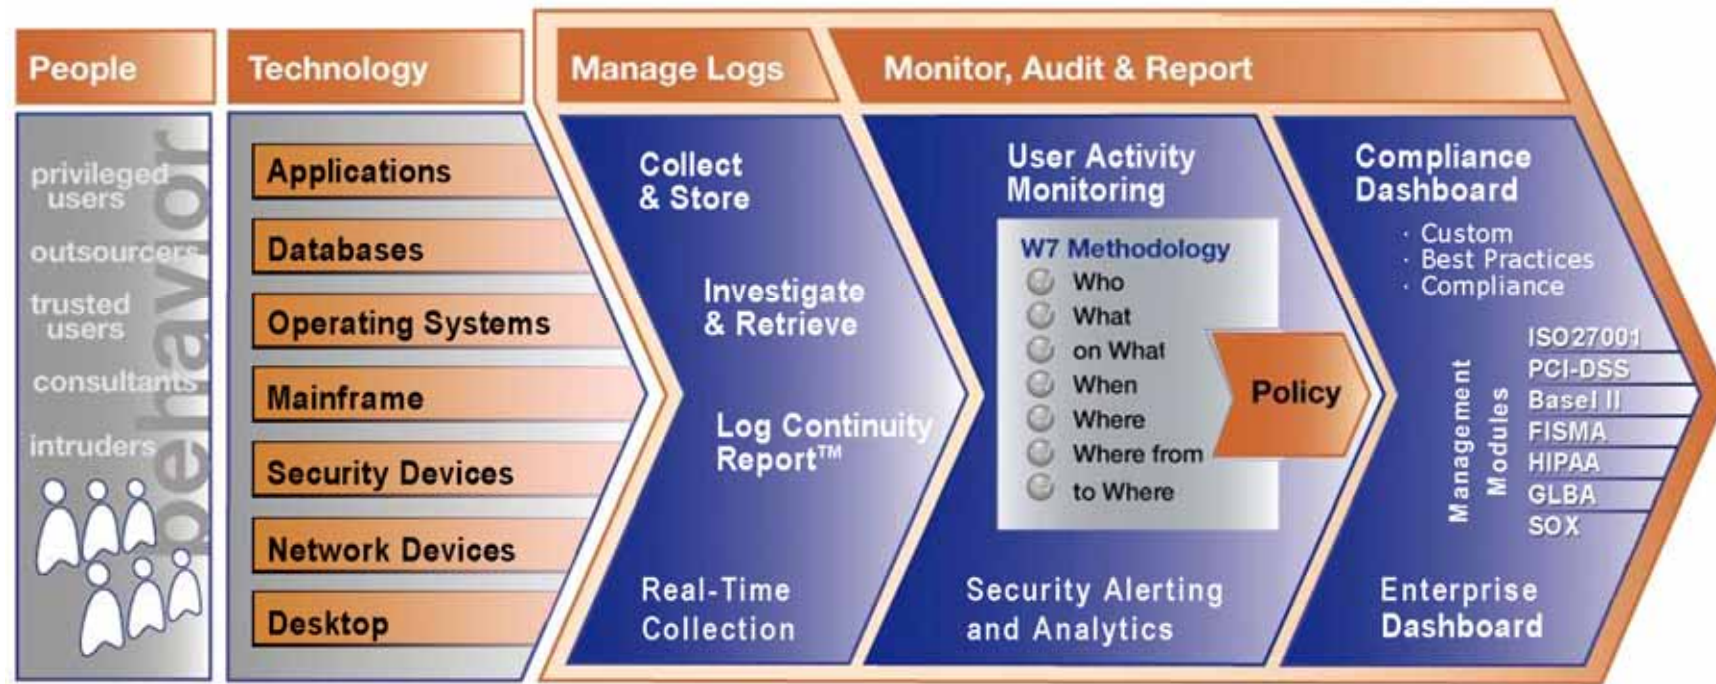 People
behavior
privileged
users
outsourcers
trusted
users
consultants
intruders
Technology
Applications
Databases
Operating Systems
Mainframe
Security Devices
Network Devices
Desktop
Manage Logs
Collect
& Store
Investigate
& Retrieve
Log Continuity
Report™
Real-Time
Collection
Monitor, Audit & Report
User Activity
Monitoring
W7 Methodology
Who
What
on What
When
Where
Where from
to Where
Policy
Security Alerting
and Analytics
Compliance
Dashboard
· Custom
· Best Practices
· Compliance
Management
Modules
ISO27001
PCI-DSS
Basel II
FISMA
HIPAA
GLBA
SOX
Enterprise
Dashboard